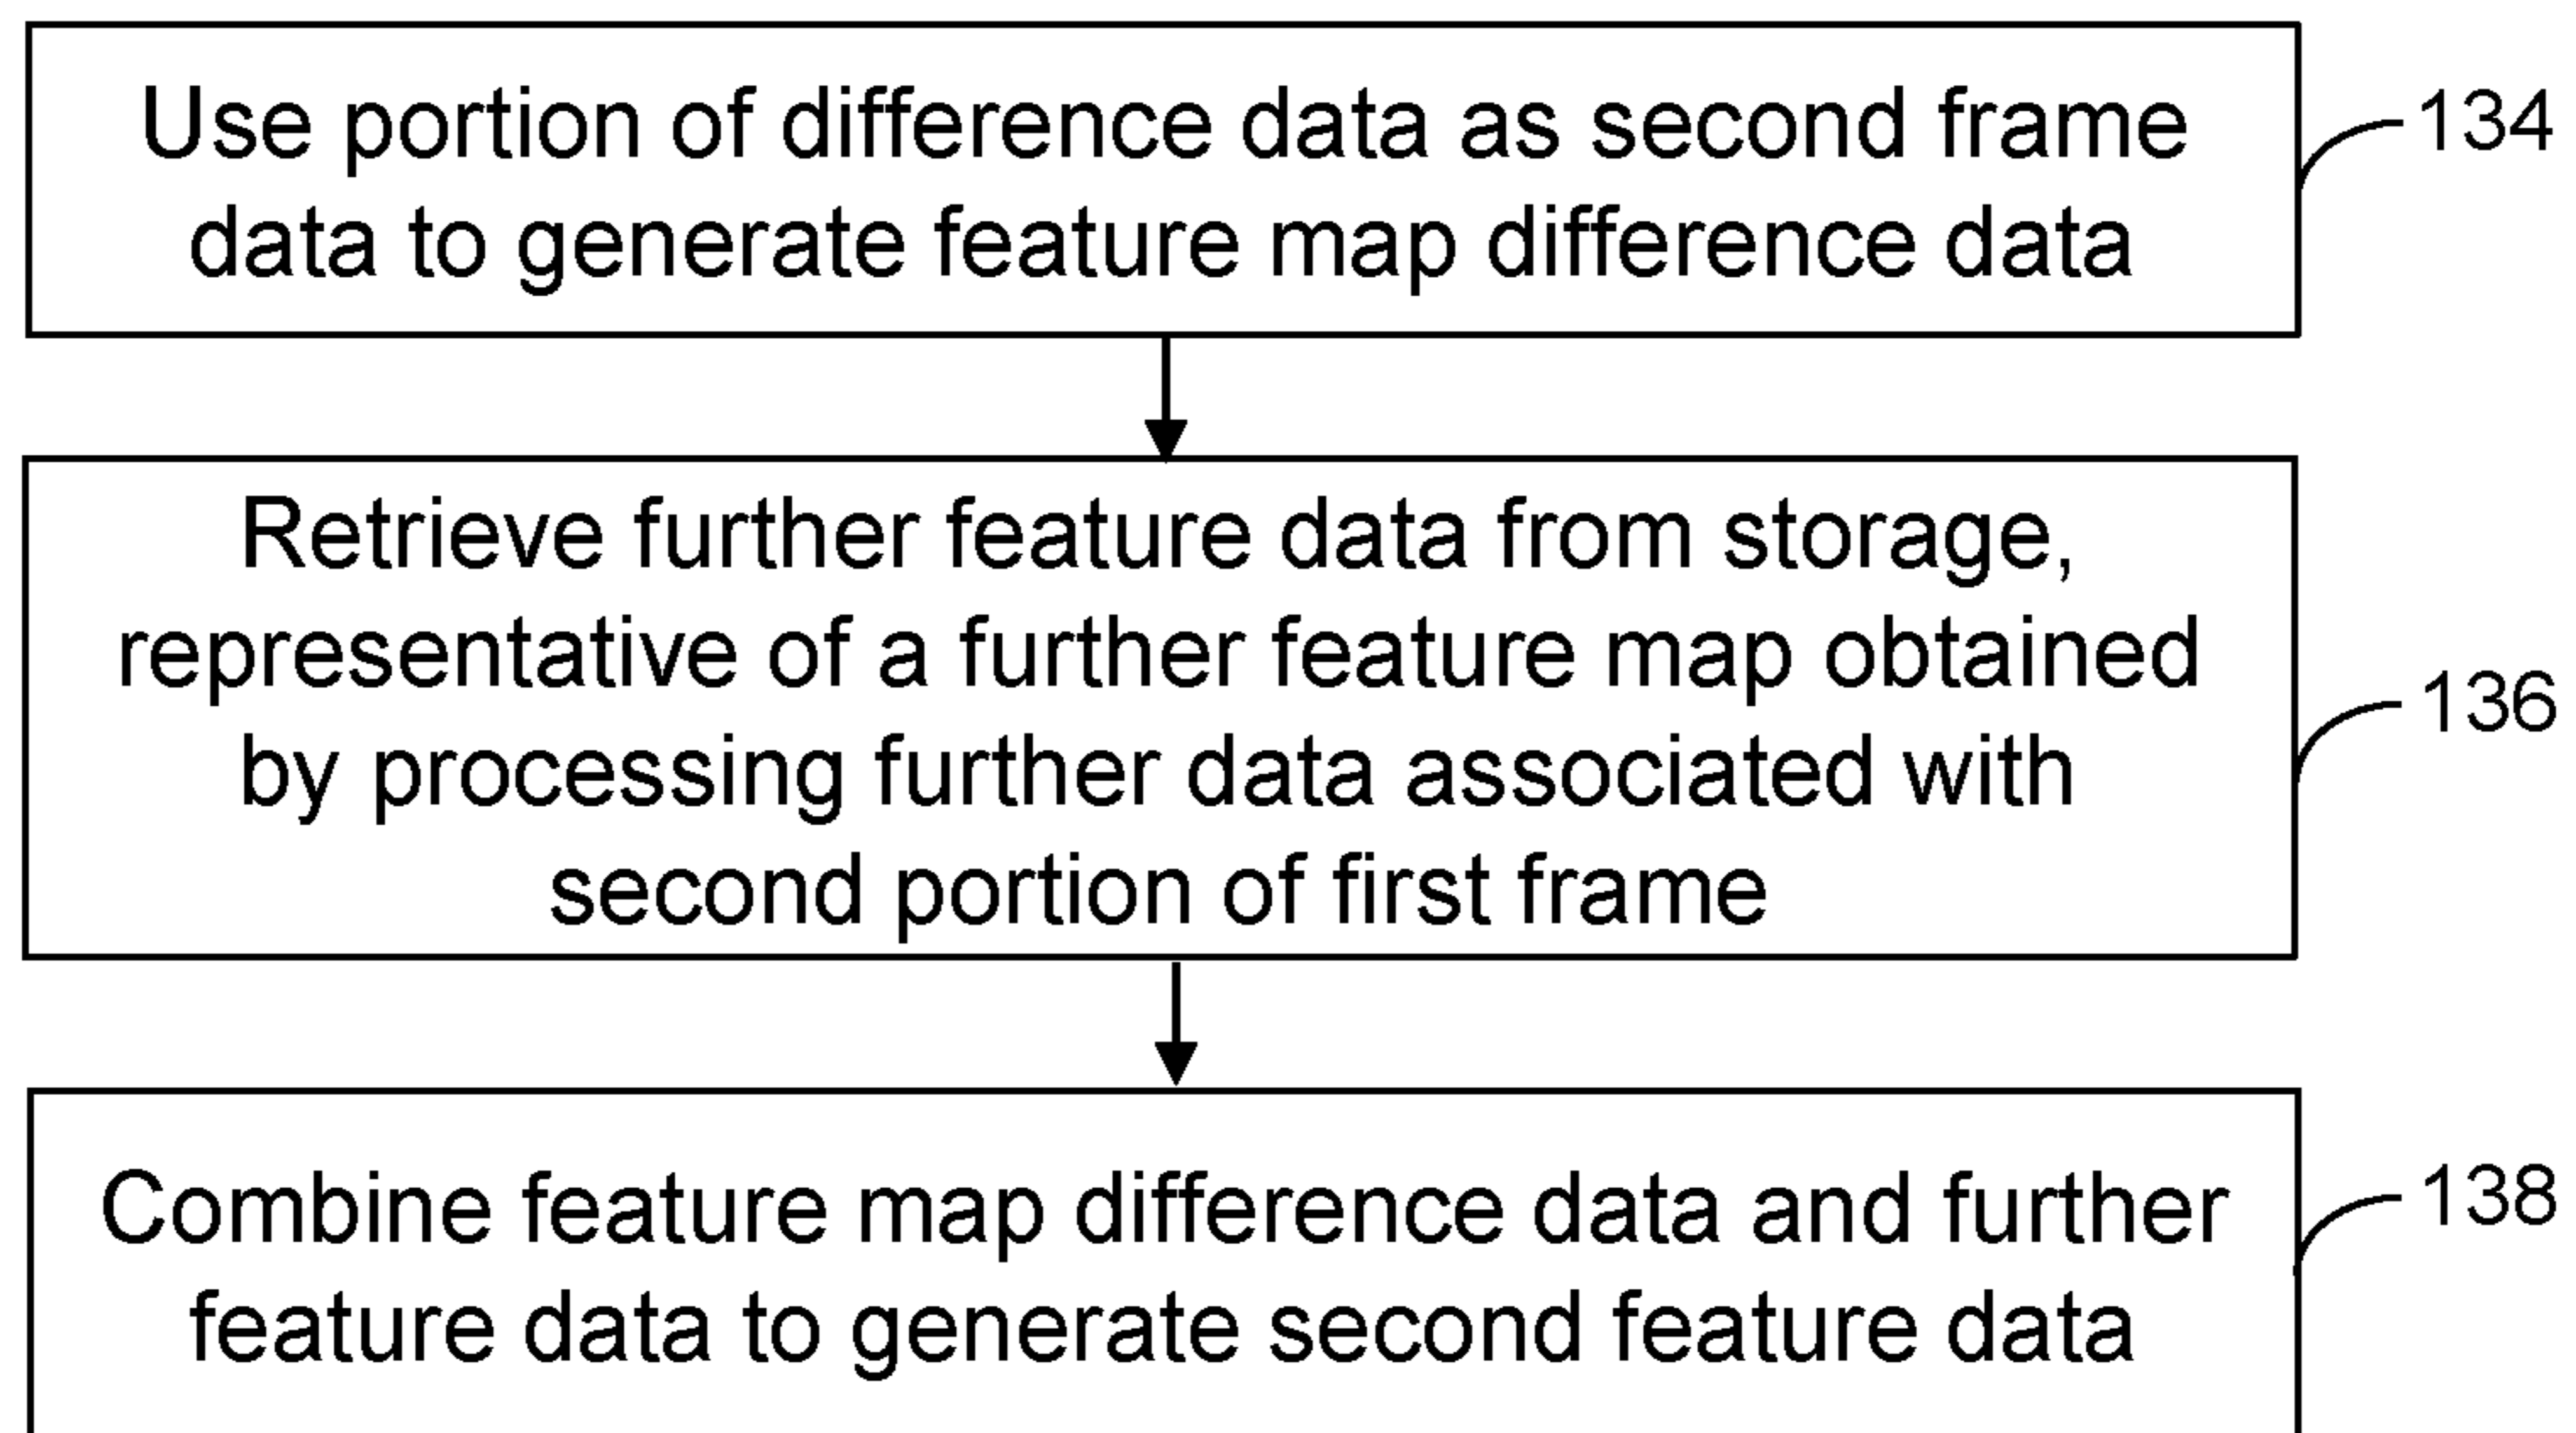 Use portion of difference data as second frame
data to generate feature map difference data
134
Retrieve further feature data from storage,
representative of a further feature map obtained
by processing further data associated with
second portion of first frame
136
Combine feature map difference data and further
feature data to generate second feature data
138